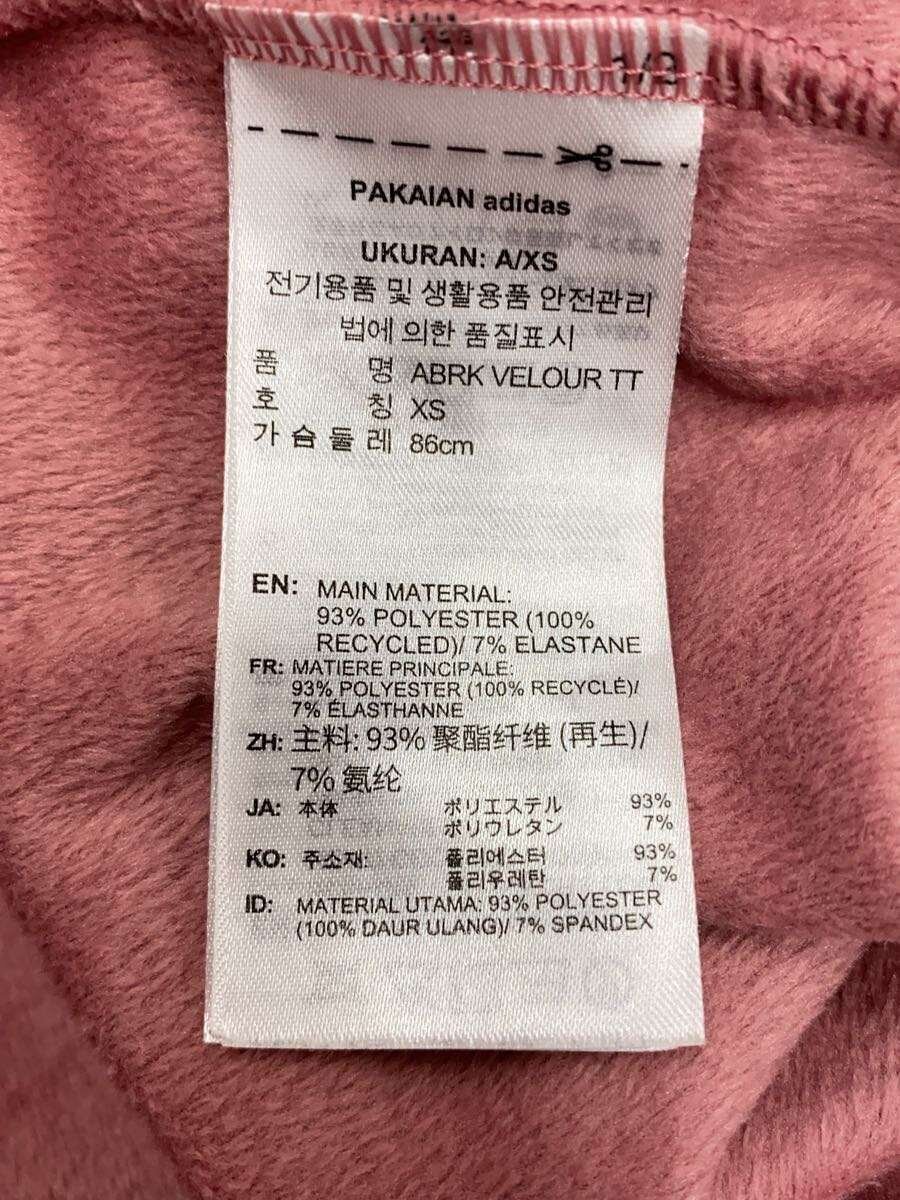 1/3
PAKAIAN adidas
UKURAN: A/XS
전기용품 및 생활용품 안전관리
법에 의한 품질표시
품 명 ABRK VELOUR TT
호 칭 XS
가 슴 둘 레 86cm
EN: MAIN MATERIAL:
93% POLYESTER (100%
RECYCLED)/ 7% ELASTANE
FR: MATIERE PRINCIPALE:
93% POLYESTER (100% RECYCLÉ)/
7% ÉLASTHANNE
ZH: 主料: 93% 聚酯纤维 (再生)/
7% 氨纶
JA: 本体 ポリエステル 93%
ポリウレタン 7%
KO: 주소재: 폴리에스터 93%
폴리우레탄 7%
ID: MATERIAL UTAMA: 93% POLYESTER
(100% DAUR ULANG)/ 7% SPANDEX